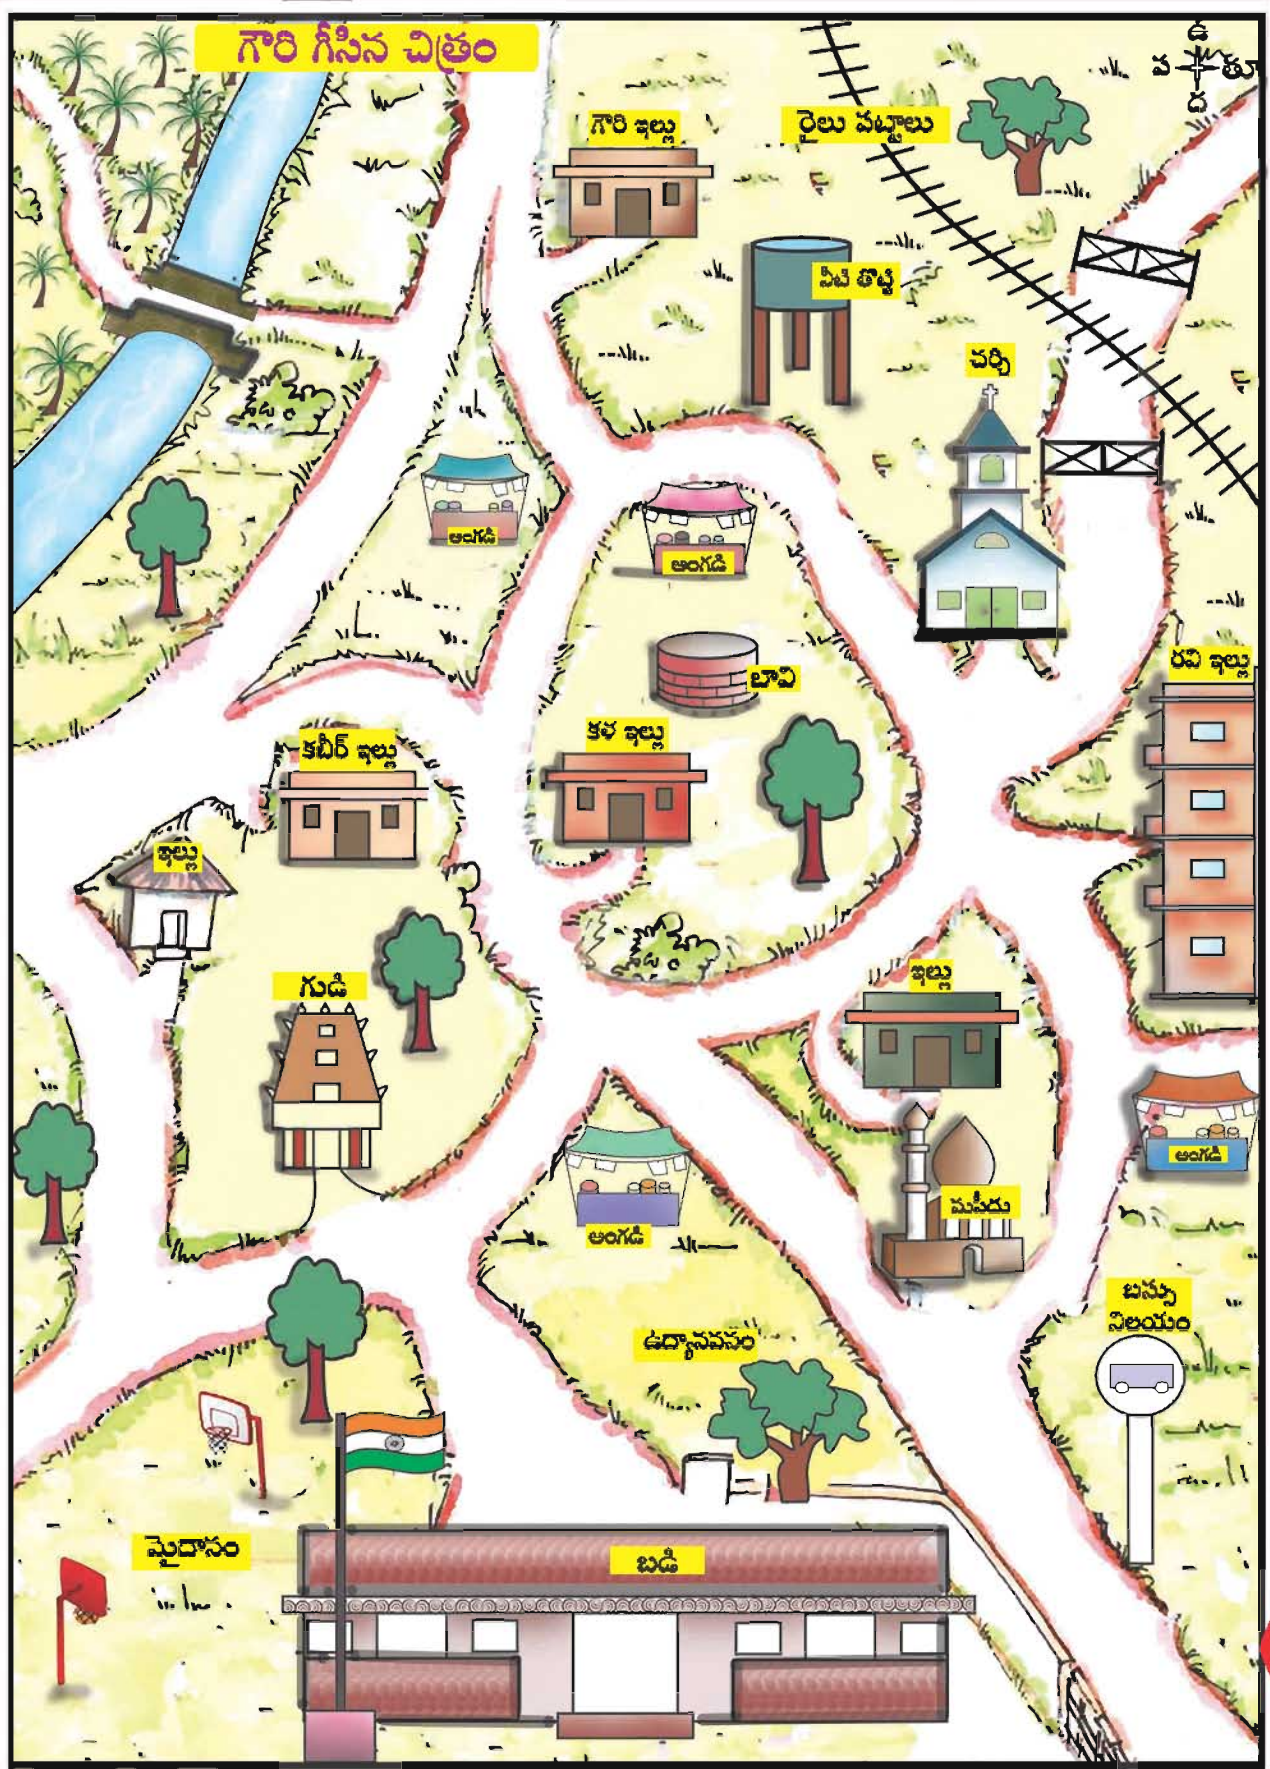 గౌరి గీసిన చిత్రం
ఉ
ప తూ
ద
గౌరి ఇల్లు
రైలు పట్టాలు
నీటి తొట్టి
చర్చి
అంగడి
అంగడి
బావి
రవి ఇల్లు
కళ ఇల్లు
కబీర్ ఇల్లు
ఇల్లు
గుడి
ఇల్లు
అంగడి
మసీదు
అంగడి
బస్సు
నిలయం
ఉద్యానవనం
మైదానం
బడి